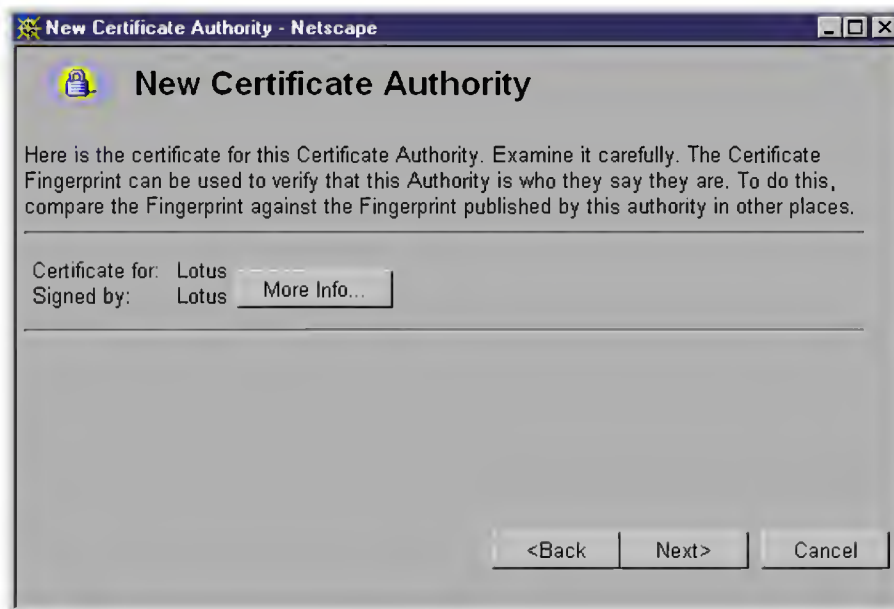 New Certificate Authority - Netscape
New Certificate Authority
Here is the certificate for this Certificate Authority. Examine it carefully. The Certificate
Fingerprint can be used to verify that this Authority is who they say they are. To do this,
compare the Fingerprint against the Fingerprint published by this authority in other places.
Certificate for: Lotus
Signed by: Lotus
More Info...
<Back Next> Cancel